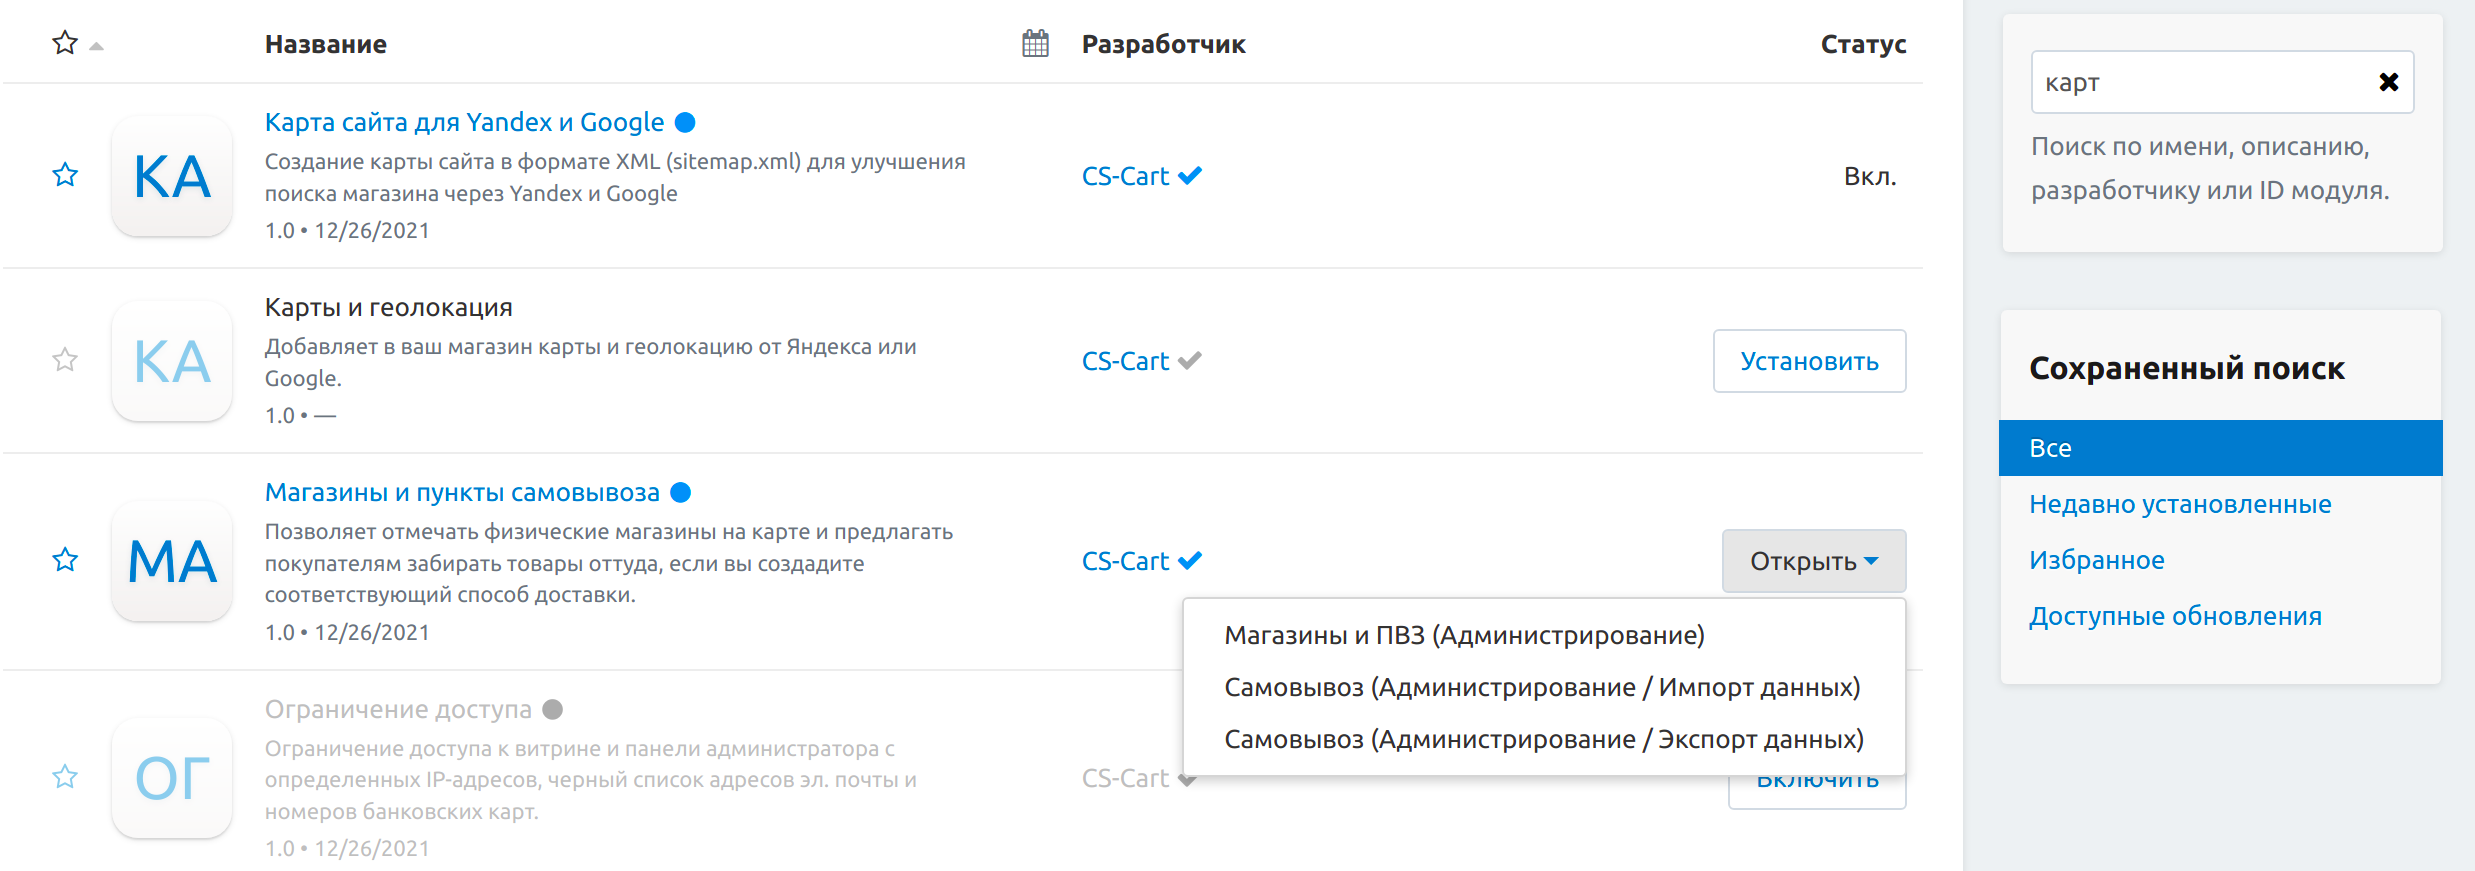 Название
Разработчик
Статус
КА
Карта сайта для Yandex и Google
Создание карты сайта в формате XML (sitemap.xml) для улучшения
поиска магазина через Yandex и Google
1.0 • 12/26/2021
CS-Cart
Вкл.
КА
Карты и геолокация
Добавляет в ваш магазин карты и геолокацию от Яндекса или
Google.
1.0 • —
CS-Cart
Установить
МА
Магазины и пункты самовывоза
Позволяет отмечать физические магазины на карте и предлагать
покупателям забирать товары оттуда, если вы создадите
соответствующий способ доставки.
1.0 • 12/26/2021
CS-Cart
Открыть
Магазины и ПВЗ (Администрирование)
Самовывоз (Администрирование / Импорт данных)
Самовывоз (Администрирование / Экспорт данных)
ОГ
Ограничение доступа
Ограничение доступа к витрине и панели администратора с
определенных IP-адресов, черный список адресов эл. почты и
номеров банковских карт.
1.0 • 12/26/2021
CS-Cart
Включить
карт
Поиск по имени, описанию,
разработчику или ID модуля.
Сохраненный поиск
Все
Недавно установленные
Избранное
Доступные обновления